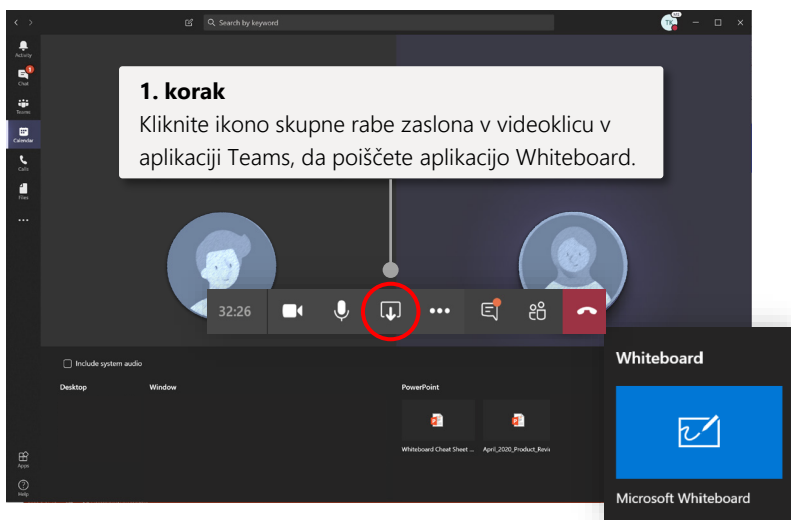 Search by keyword
TK
Activity
Chat
1
Teams
Calendar
Calls
Files
1. korak
Kliknite ikono skupne rabe zaslona v videoklicu v
aplikaciji Teams, da poiščete aplikacijo Whiteboard.
32:26
Include system audio
Desktop
Window
PowerPoint
Whiteboard Cheat Sheet ...
April_2020_Product_Revi
Whiteboard
Microsoft Whiteboard
Apps
Help